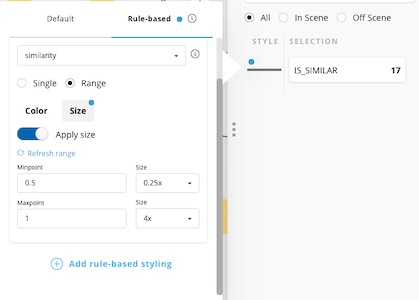 Default
Rule-based
similarity
Single
Range
Color
Size
Apply size
Refresh range
Minpoint
Size
0.5
0.25x
Maxpoint
Size
1
4x
Add rule-based styling
All
In Scene
Off Scene
STYLE
SELECTION
IS_SIMILAR
17